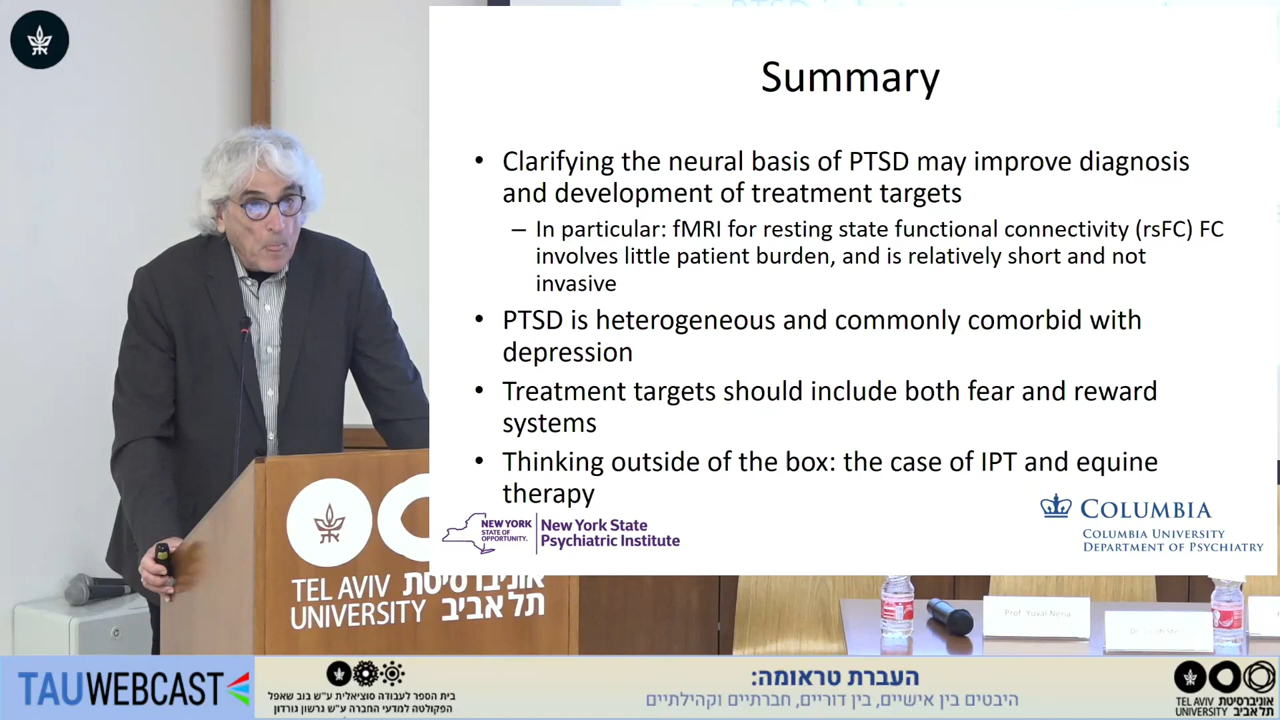 Summary
• Clarifying the neural basis of PTSD may improve diagnosis
and development of treatment targets
– In particular: fMRI for resting state functional connectivity (rsFC) FC
involves little patient burden, and is relatively short and not
invasive
• PTSD is heterogeneous and commonly comorbid with
depression
• Treatment targets should include both fear and reward
systems
• Thinking outside of the box: the case of IPT and equine
therapy
NEW YORK
STATE OF
OPPORTUNITY.
New York State
Psychiatric Institute
COLUMBIA
COLUMBIA UNIVERSITY
DEPARTMENT OF PSYCHIATRY
TEL AVIV
UNIVERSITY
אוניברסיטת
תל אביב
Prof. Yuval Neria
TAUWEBCAST
בית הספר לעבודה סוציאלית ע"ש בוב שאפל
הפקולטה למדעי החברה ע"ש גרשון גורדון
העברת טראומה:
היבטים בין אישיים, בין דוריים, חברתיים וקהילתיים
TEL AVIV
UNIVERSITY
אוניברסיטת
תל אביב